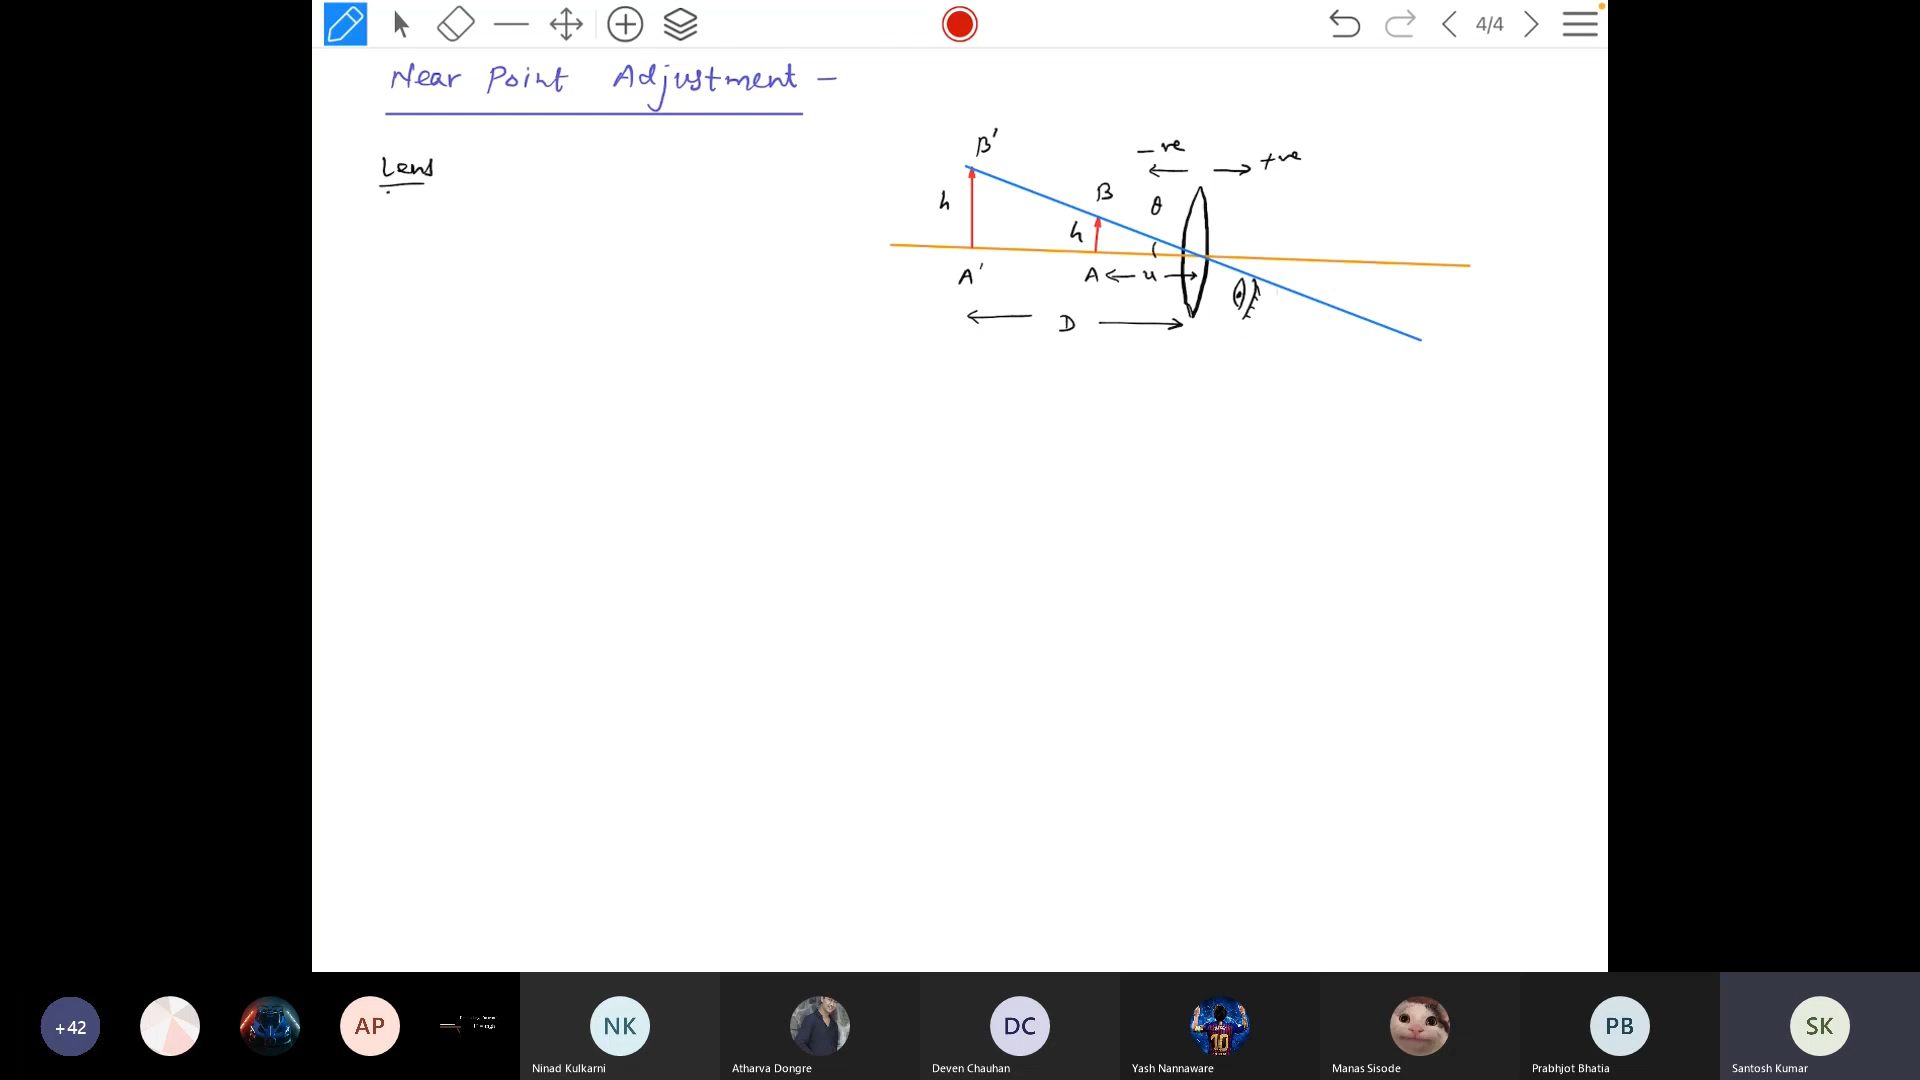 4/4
Near Point Adjustment -
Lens
B'
-ve
+ve
B
θ
h
h
A'
A
u
D
+42
AP
NK
DC
10
PB
SK
Ninad Kulkarni
Atharva Dongre
Deven Chauhan
Yash Nannaware
Manas Sisode
Prabhjot Bhatia
Santosh Kumar